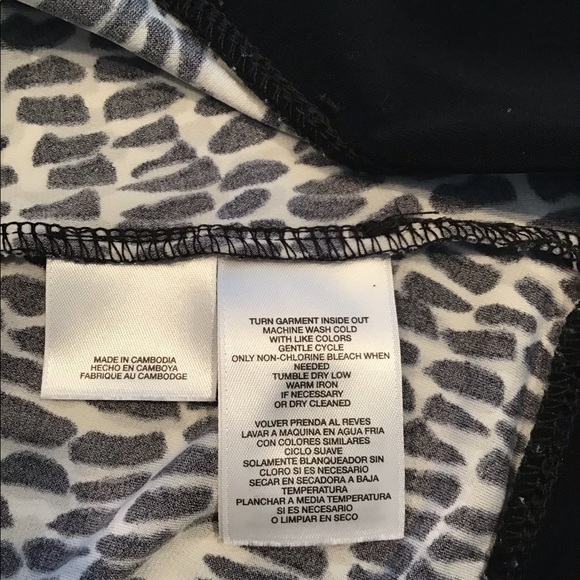 MADE IN CAMBODIA
HECHO EN CAMBOYA
FABRIQUE AU CAMBODGE
TURN GARMENT INSIDE OUT
MACHINE WASH COLD
WITH LIKE COLORS
GENTLE CYCLE
ONLY NON-CHLORINE BLEACH WHEN
NEEDED
TUMBLE DRY LOW
WARM IRON
IF NECESSARY
OR DRY CLEANED
VOLVER PRENDA AL REVES
LAVAR A MAQUINA EN AGUA FRIA
CON COLORES SIMILARES
CICLO SUAVE
SOLAMENTE BLANQUEADOR SIN
CLORO SI ES NECESARIO
SECAR EN SECADORA A BAJA
TEMPERATURA
PLANCHAR A MEDIA TEMPERATURA
SI ES NECESARIO
O LIMPIAR EN SECO